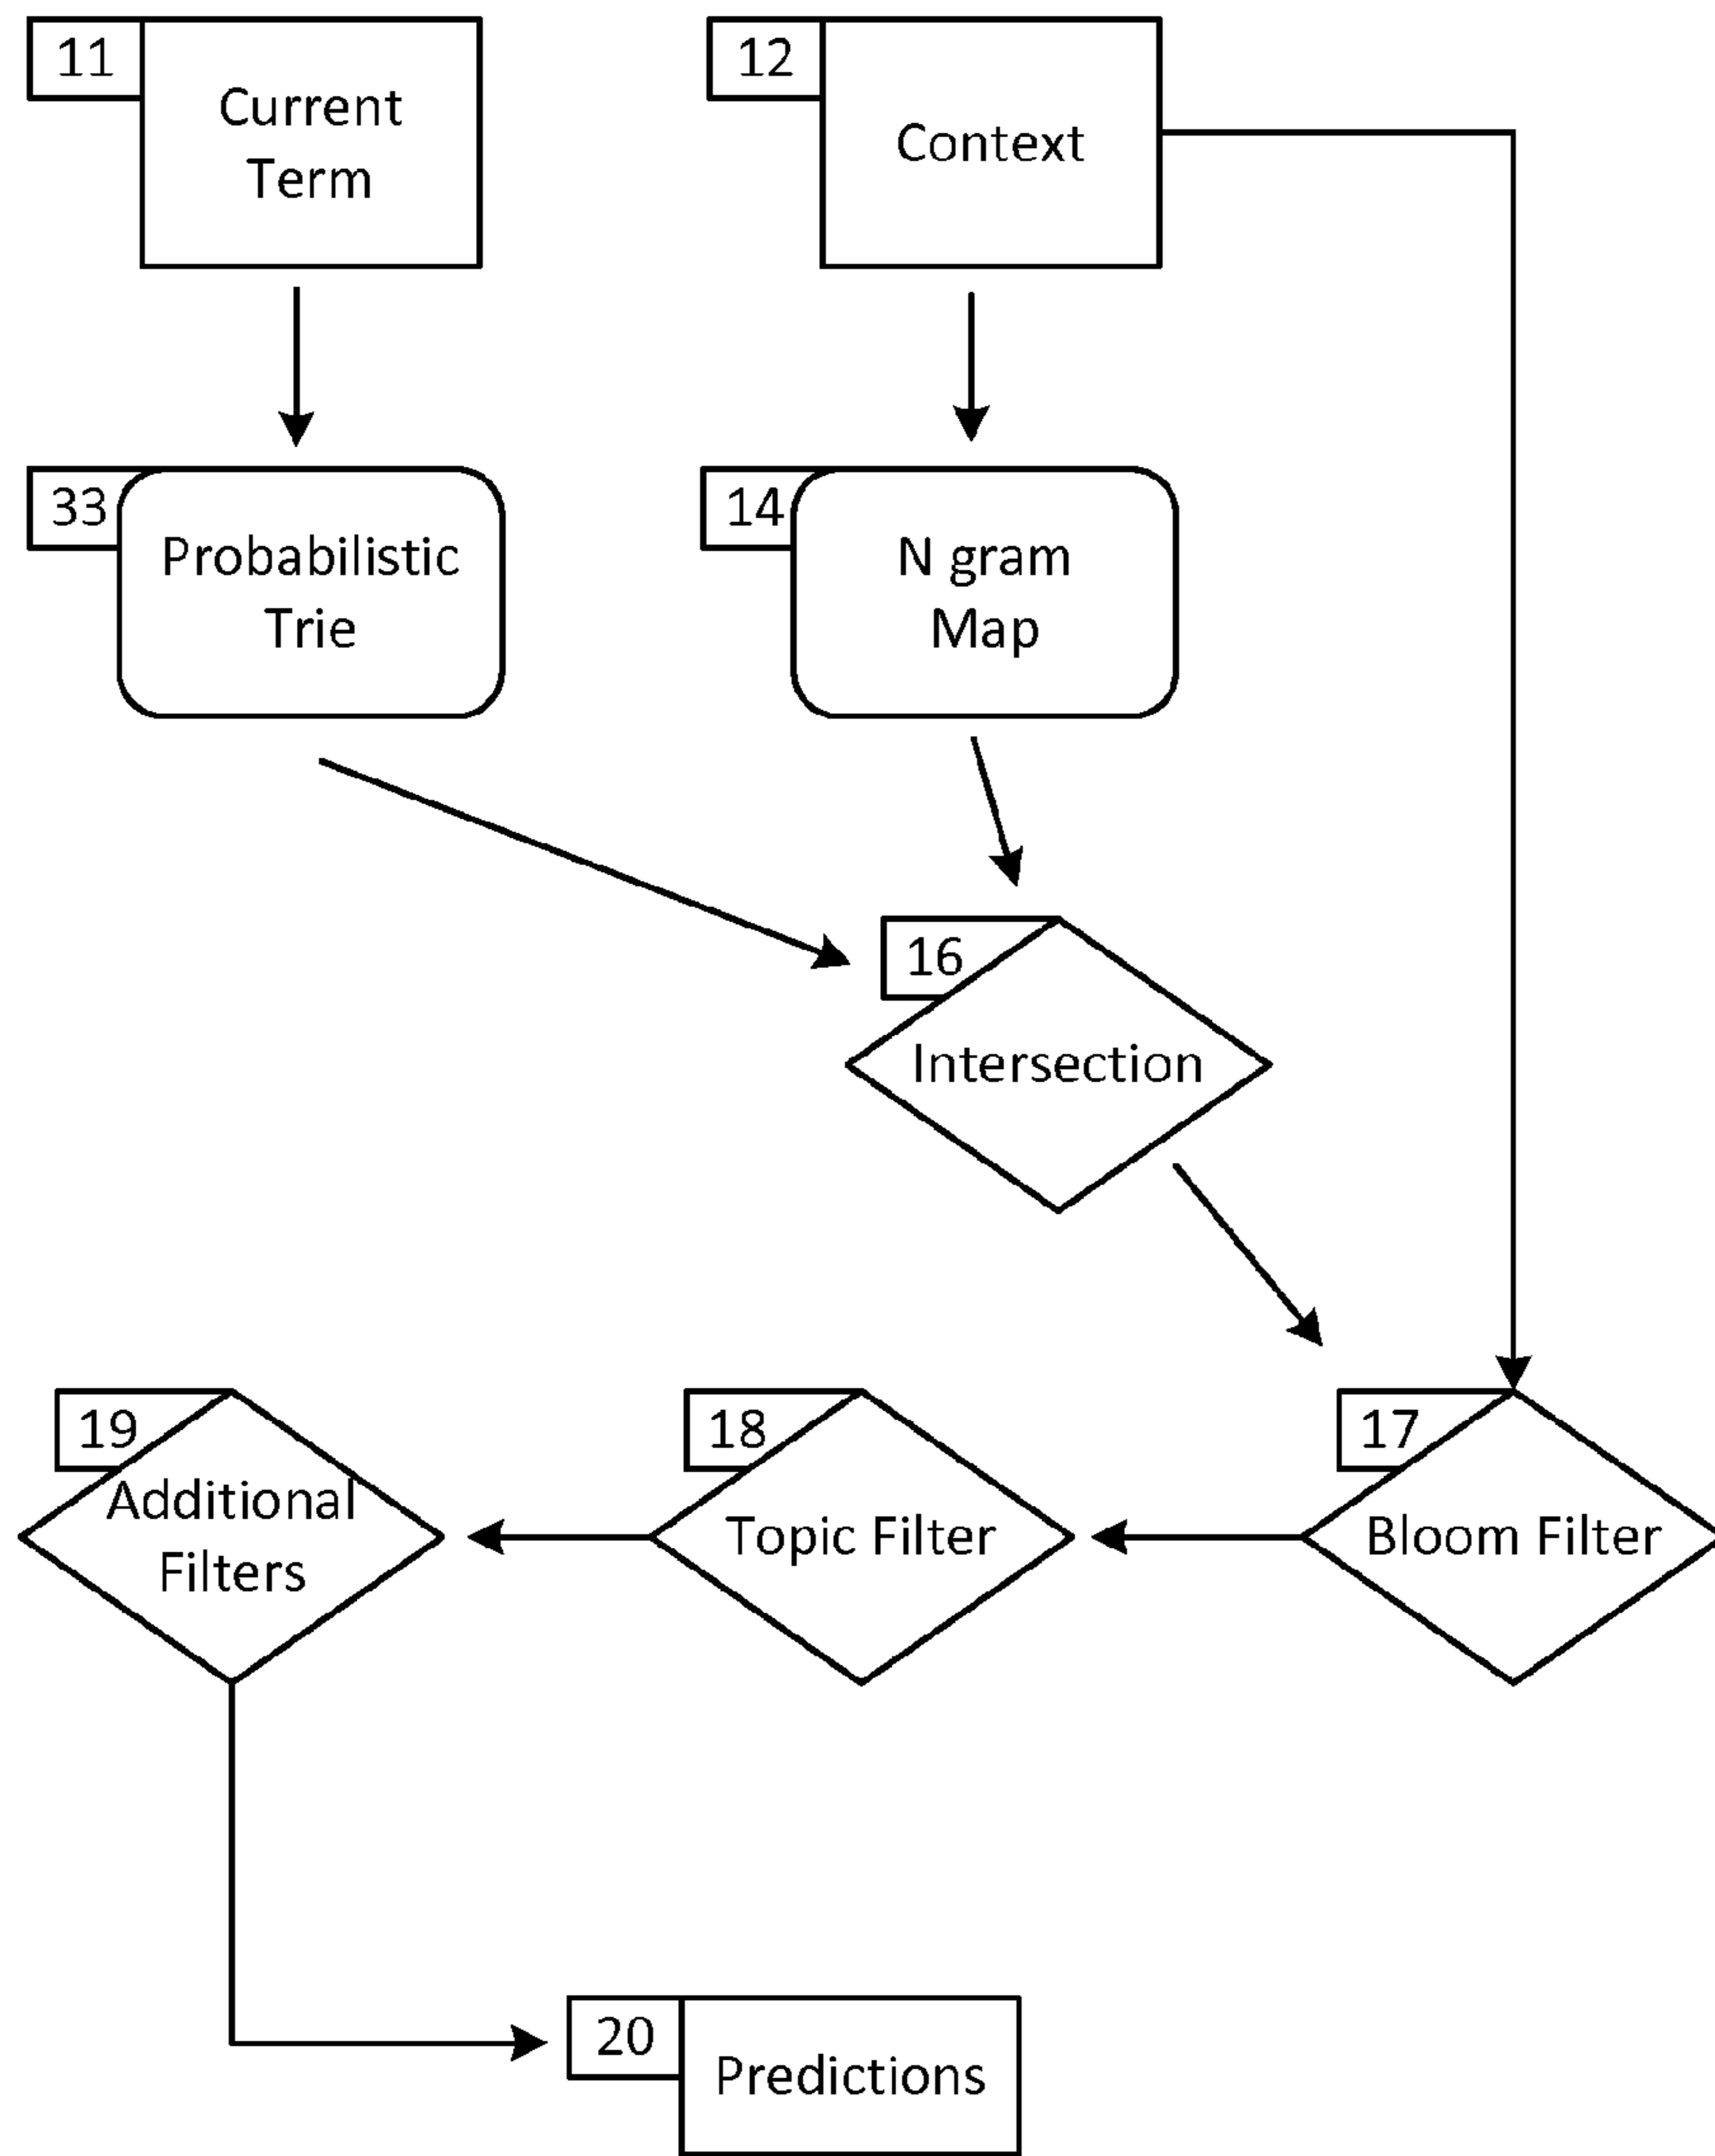 11
Current
Term
12
Context
33
Probabilistic
Trie
14
N gram
Map
16
Intersection
19
Additional
Filters
18
Topic Filter
17
Bloom Filter
20
Predictions